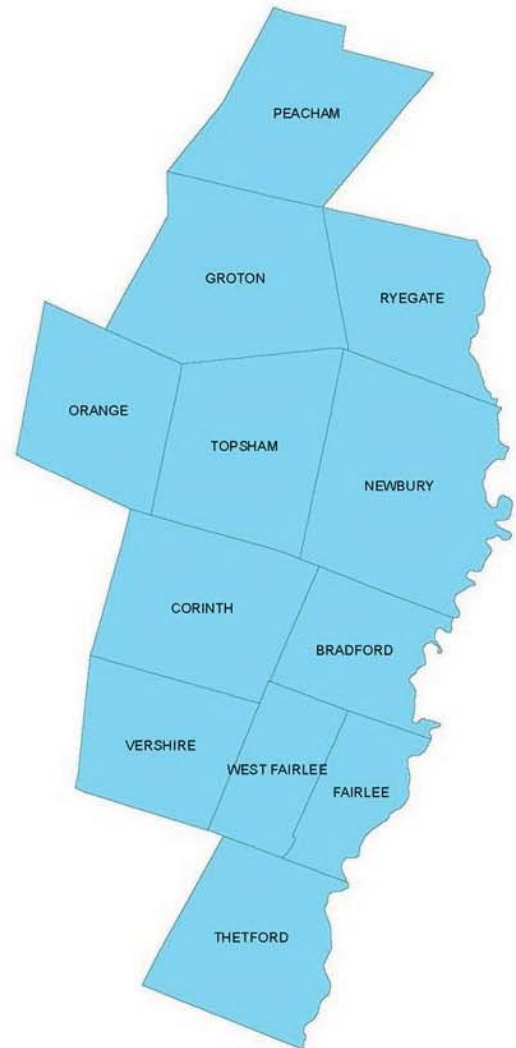 PEACHAM
GROTON
RYEGATE
ORANGE
TOPSHAM
NEWBURY
CORINTH
BRADFORD
VERSHIRE
WEST FAIRLEE
FAIRLEE
THETFORD